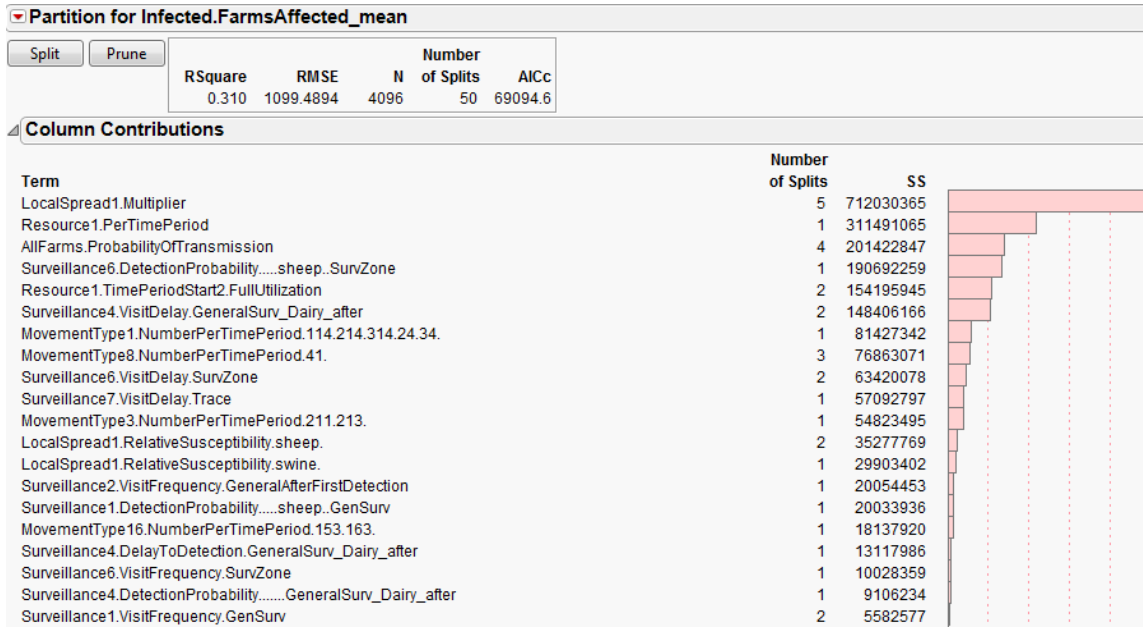 Partition for Infected.FarmsAffected_mean
Split Prune
Number
RSquare RMSE N of Splits AICc
0.310 1099.4894 4096 50 69094.6
Column Contributions
Number
Term of Splits SS
LocalSpread1.Multiplier 5 712030365
Resource1.PerTimePeriod 1 311491065
AllFarms.ProbabilityOfTransmission 4 201422847
Surveillance6.DetectionProbability.....sheep..SurvZone 1 190692259
Resource1.TimePeriodStart2.FullUtilization 2 154195945
Surveillance4.VisitDelay.GeneralSurv_Dairy_after 2 148406166
MovementType1.NumberPerTimePeriod.114.214.314.24.34. 1 81427342
MovementType8.NumberPerTimePeriod.41. 3 76863071
Surveillance6.VisitDelay.SurvZone 2 63420078
Surveillance7.VisitDelay.Trace 1 57092797
MovementType3.NumberPerTimePeriod.211.213. 1 54823495
LocalSpread1.RelativeSusceptibility.sheep. 2 35277769
LocalSpread1.RelativeSusceptibility.swine. 1 29903402
Surveillance2.VisitFrequency.GeneralAfterFirstDetection 1 20054453
Surveillance1.DetectionProbability.....sheep..GenSurv 1 20033936
MovementType16.NumberPerTimePeriod.153.163. 1 18137920
Surveillance4.DelayToDetection.GeneralSurv_Dairy_after 1 13117986
Surveillance6.VisitFrequency.SurvZone 1 10028359
Surveillance4.DetectionProbability.......GeneralSurv_Dairy_after 1 9106234
Surveillance1.VisitFrequency.GenSurv 2 5582577